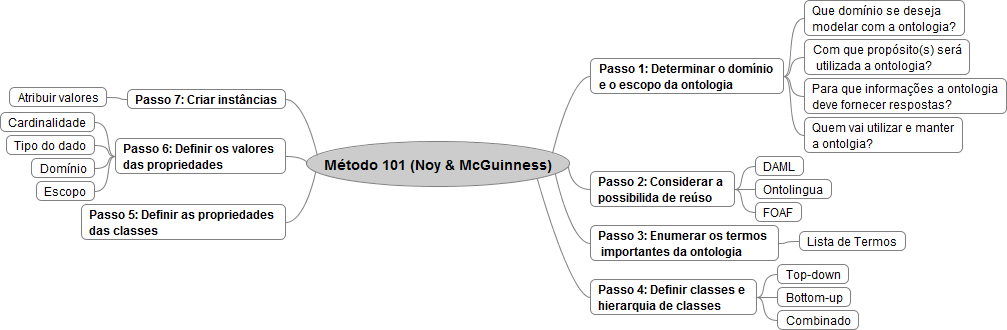 Método 101 (Noy & McGuinness)
Passo 1: Determinar o domínio
e o escopo da ontologia
Que domínio se deseja
modelar com a ontologia?
Com que propósito(s) será
utilizada a ontologia?
Para que informações a ontologia
deve fornecer respostas?
Quem vai utilizar e manter
a ontolgia?
Passo 2: Considerar a
possibilida de reúso
DAML
Ontolingua
FOAF
Passo 3: Enumerar os termos
importantes da ontologia
Lista de Termos
Passo 4: Definir classes e
hierarquia de classes
Top-down
Bottom-up
Combinado
Passo 5: Definir as propriedades
das classes
Passo 6: Definir os valores
das propriedades
Cardinalidade
Tipo do dado
Domínio
Escopo
Passo 7: Criar instâncias
Atribuir valores